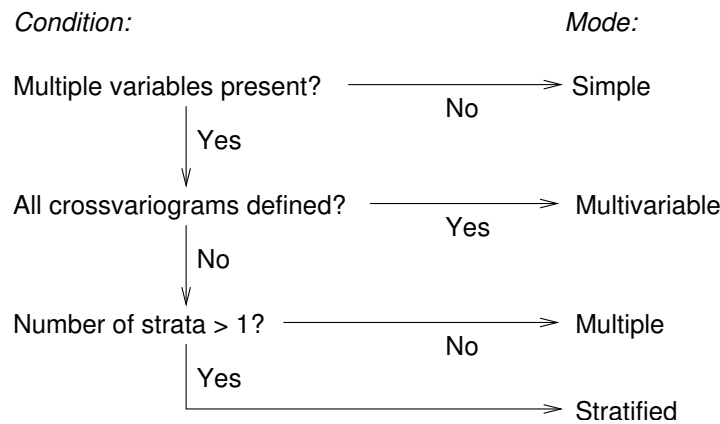 Condition:
Mode:
Multiple variables present?
Simple
No
Yes
All crossvariograms defined?
Multivariable
Yes
No
Number of strata > 1?
Multiple
No
Yes
Stratified